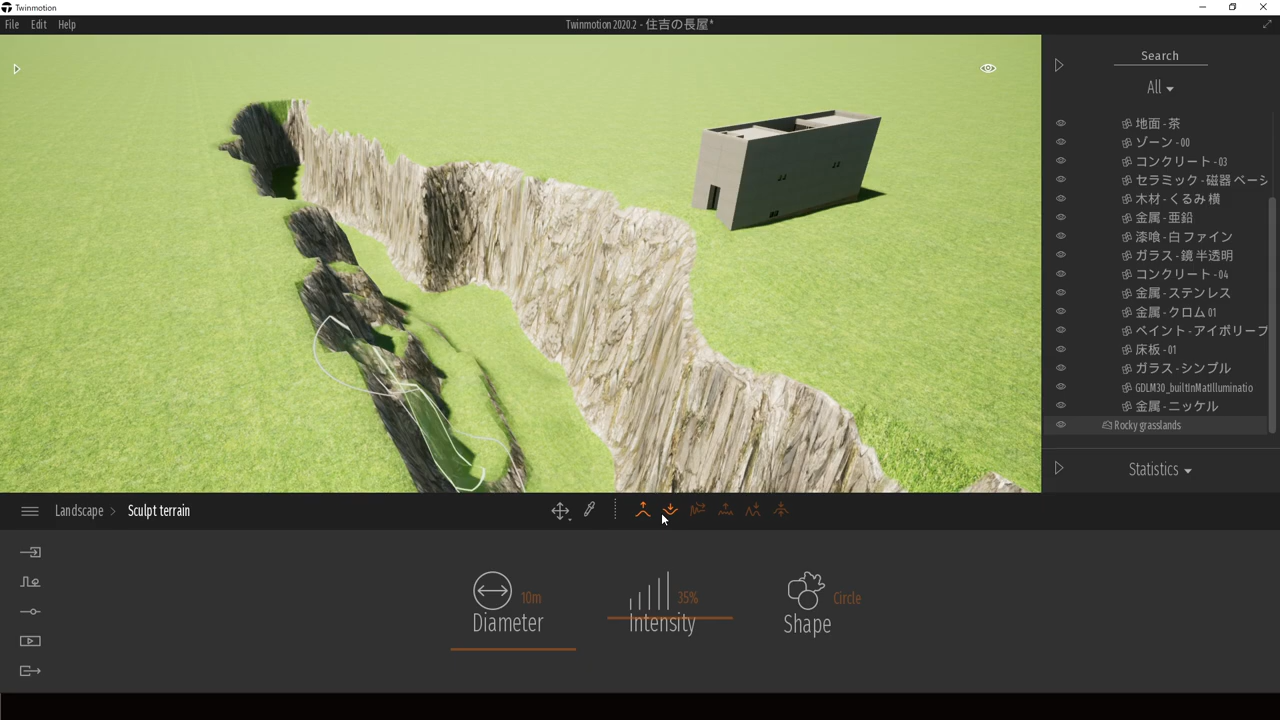 Twinmotion
File Edit Help
Twinmotion 2020.2 - 住吉の長屋*
Search
All
地面 - 茶
ゾーン - 00
コンクリート - 03
セラミック - 磁器 ベーシ
木材 - くるみ 横
金属 - 亜鉛
漆喰 - 白 ファイン
ガラス - 鏡 半透明
コンクリート - 04
金属 - ステンレス
金属 - クロム 01
ペイント - アイボリーブ
床板 - 01
ガラス - シンプル
GDLM30_builtInMatIlluminatio
金属 - ニッケル
Rocky grasslands
Statistics
Landscape > Sculpt terrain
10m
Diameter
35%
Intensity
Circle
Shape